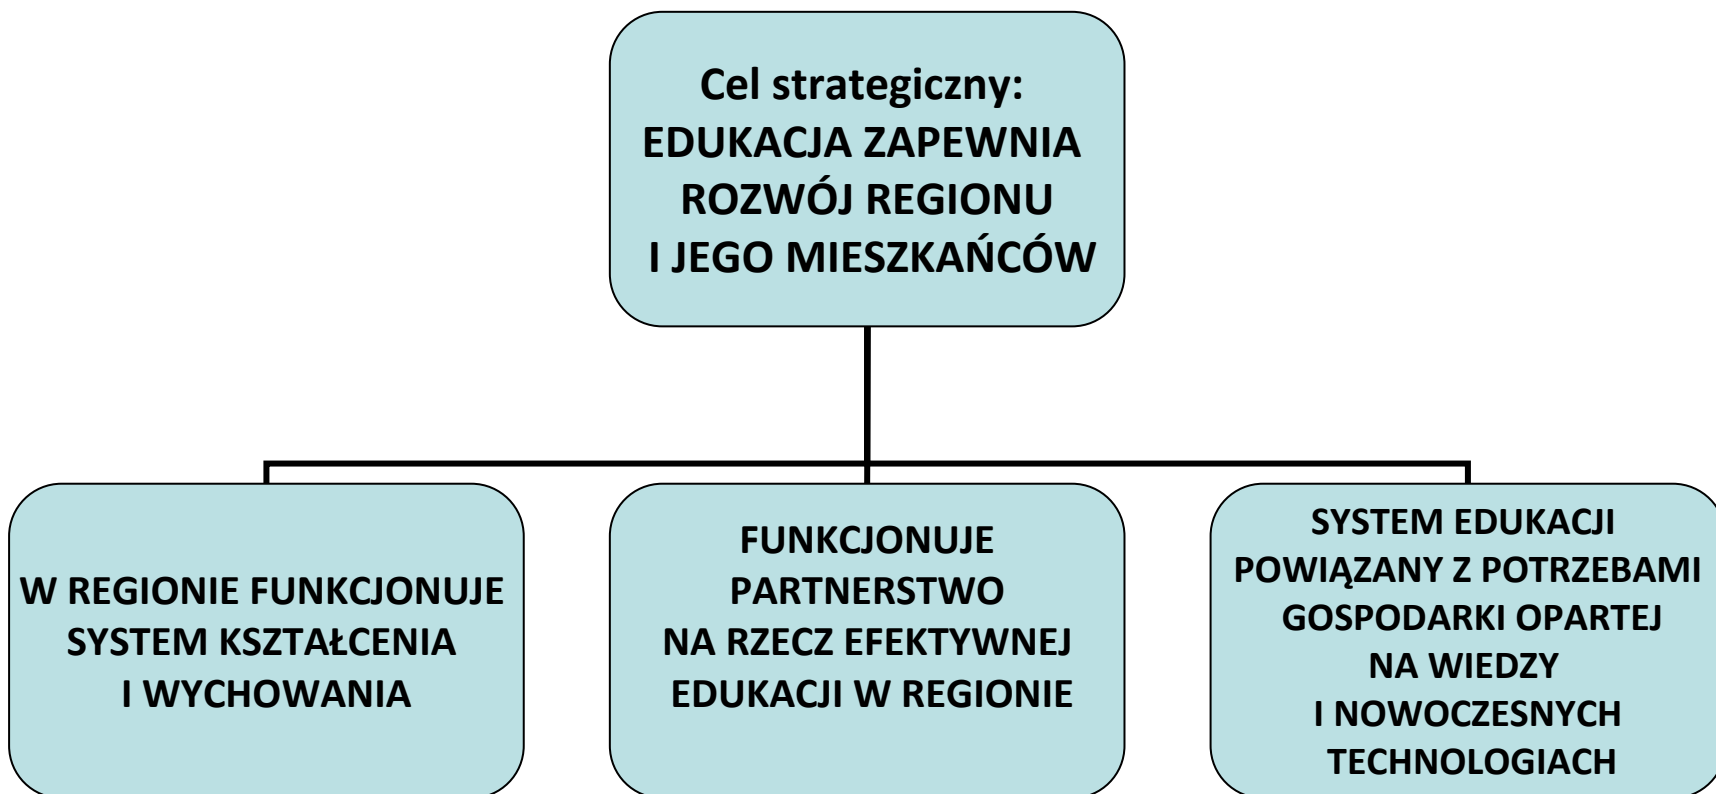 Cel strategiczny:
EDUKACJA ZAPEWNIA
ROZWÓJ REGIONU
I JEGO MIESZKAŃCÓW
W REGIONIE FUNKCJONUJE
SYSTEM KSZTAŁCENIA
I WYCHOWANIA
FUNKCJONUJE
PARTNERSTWO
NA RZECZ EFEKTYWNEJ
EDUKACJI W REGIONIE
SYSTEM EDUKACJI
POWIĄZANY Z POTRZEBAMI
GOSPODARKI OPARTEJ
NA WIEDZY
I NOWOCZESNYCH
TECHNOLOGIACH